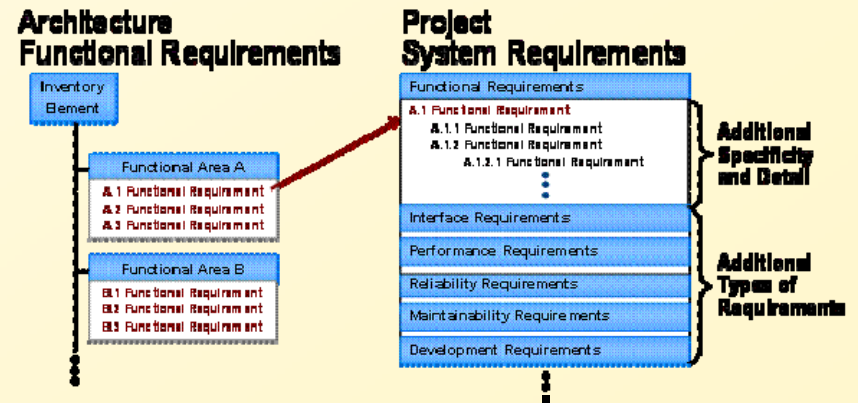 Architecture
Functional Requirements
Inventory
Element
Functional Area A
A.1 Functional Requirement
A.2 Functional Requirement
A.3 Functional Requirement
Functional Area B
B.1 Functional Requirement
B.2 Functional Requirement
B.3 Functional Requirement
Project
System Requirements
Functional Requirements
A.1 Functional Requirement
A.1.1 Functional Requirement
A.1.2 Functional Requirement
A.1.2.1 Functional Requirement
Interface Requirements
Performance Requirements
Reliability Requirements
Maintainability Requirements
Development Requirements
Additional
Specificity
and Detail
Additional
Types of
Requirements